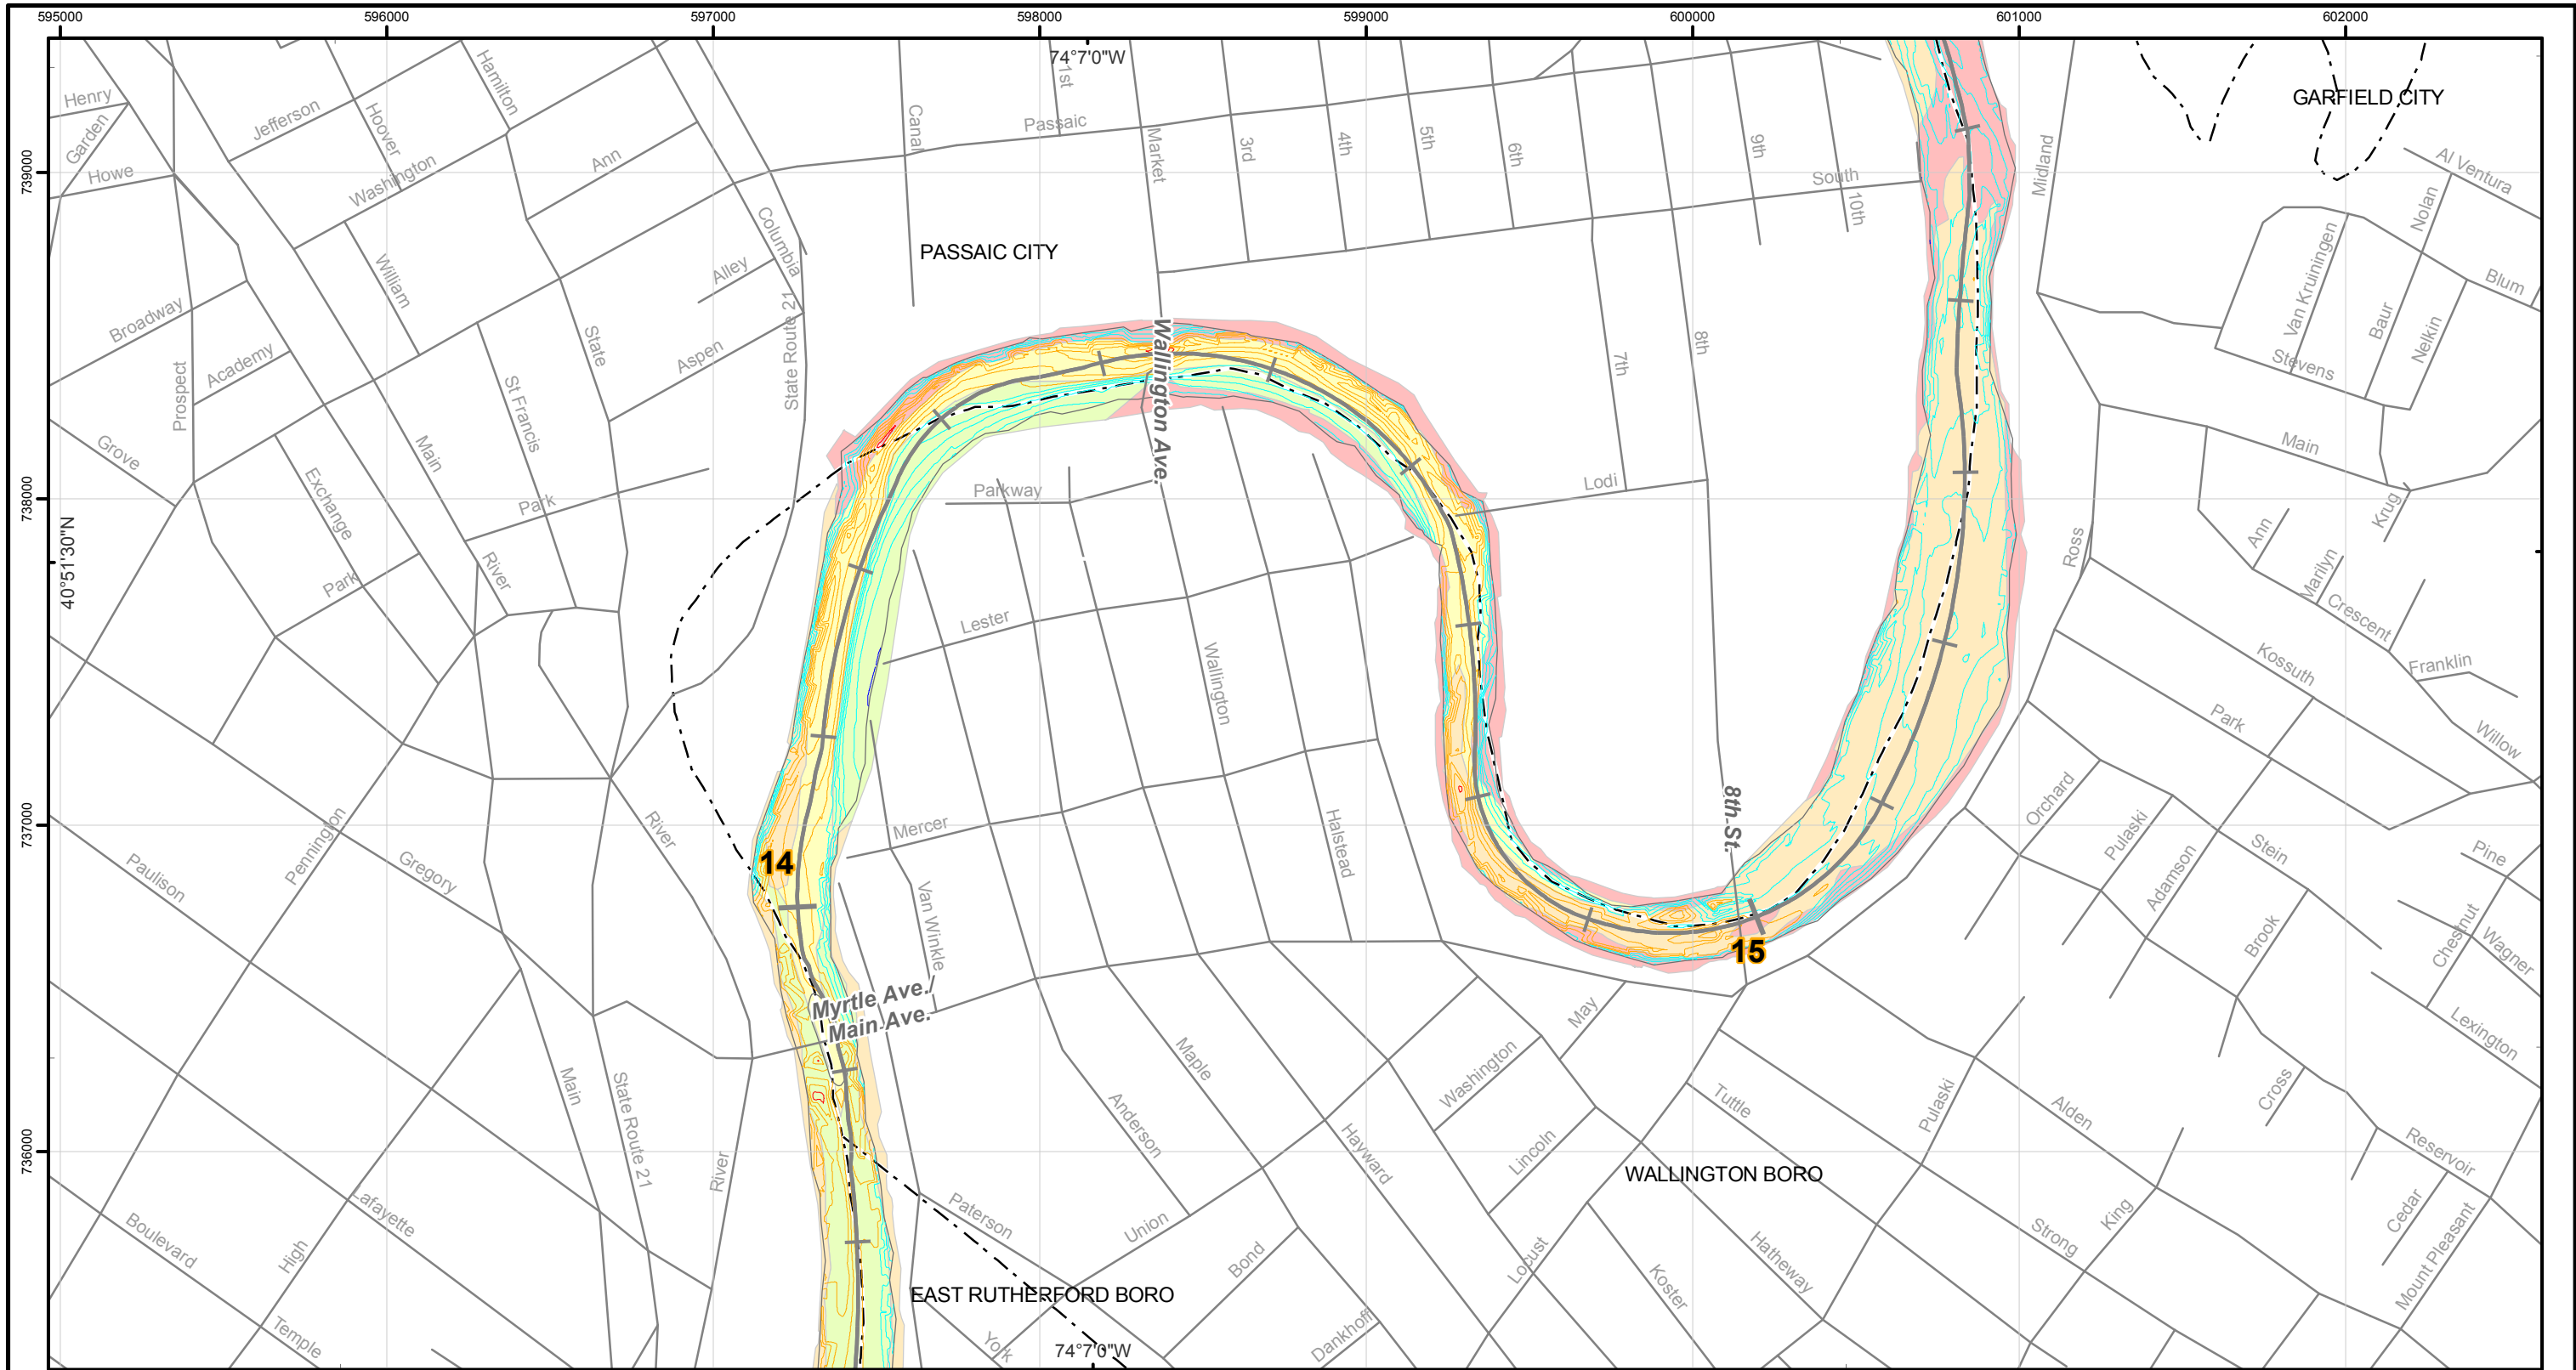 595000
596000
597000
598000
599000
600000
601000
602000
74°7'0"W
GARFIELD CITY
Henry
Garden
Howe
Jefferson
Hoover
Hamilton
Washington
Ann
Canal
1st
Passaic
Market
3rd
4th
5th
6th
9th
South
10th
Midland
Al Ventura
Nolan
739000
PASSAIC CITY
William
Columbia
Alley
State Route 21
Van Kruiningen
Baur
Blum
Nelkin
Stevens
Broadway
Academy
Prospect
State
Aspen
St Francis
Wallington Ave.
7th
8th
Main
Grove
Main
Exchange
Park
River
Park
738000
40°51'30"N
Parkway
Lodi
Krug
Ann
Marilyn
Crescent
Ross
Franklin
Kossuth
Park
Willow
Lester
Wallington
737000
Mercer
Halstead
8th St.
Orchard
Pulaski
Adamson
Stein
Pine
14
River
Pennington
Gregory
Paulison
Van Winkle
15
Brook
Chestnut
Wagner
Lexington
Myrtle Ave.
Main Ave.
Maple
May
Washington
Main
State Route 21
Anderson
Hayward
Lincoln
Tuttle
Pulaski
Alden
Cross
Reservoir
736000
River
WALLINGTON BORO
Cedar
Mount Pleasant
Boulevard
Lafayette
High
Paterson
Union
Bond
Locust
Koster
Hatheway
Strong
King
EAST RUTHERFORD BORO
Temple
York
74°7'0"W
Dankhoff